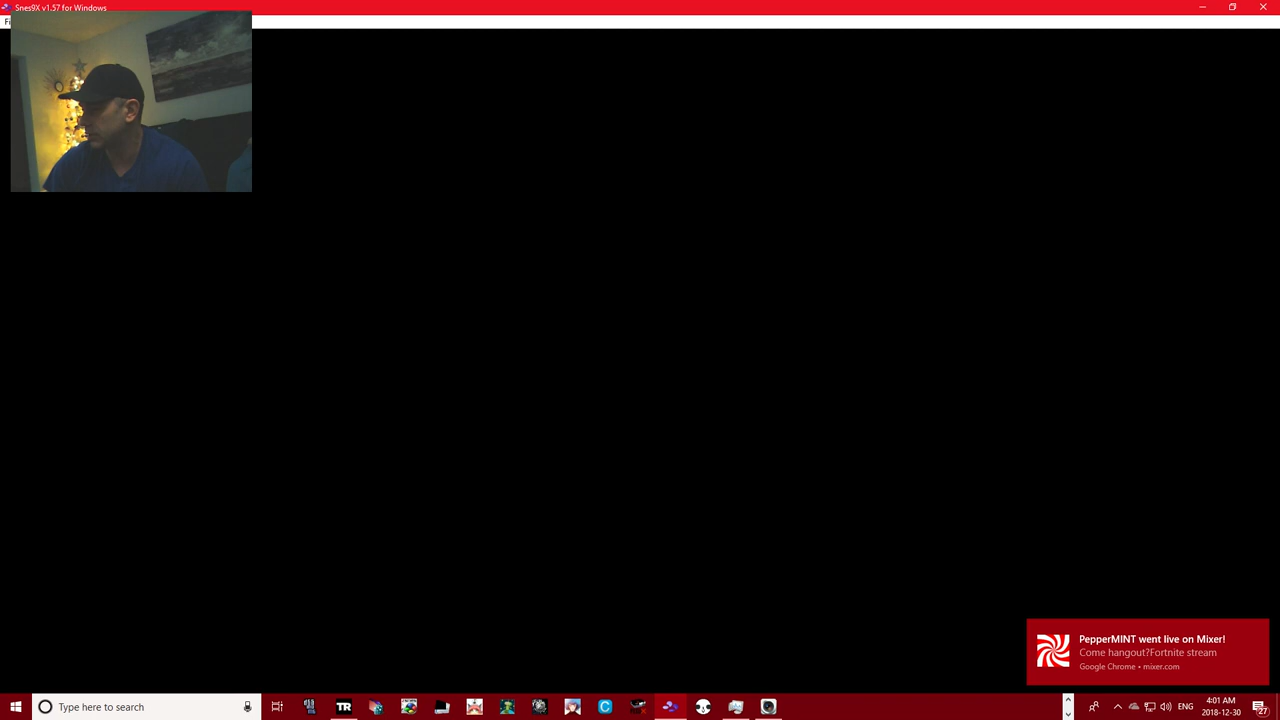 Snes9X v1.57 for Windows
PepperMINT went live on Mixer!
Come hangout?Fortnite stream
Google Chrome • mixer.com
Type here to search
TR
C
ENG
4:01 AM
2018-12-30
27